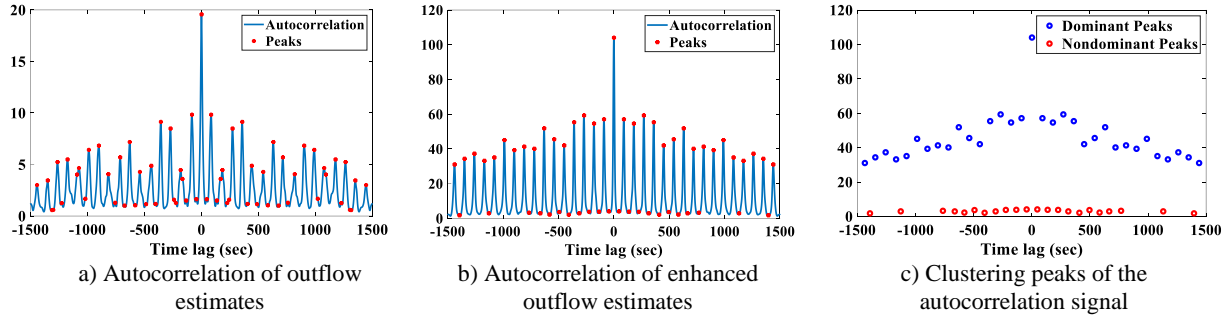 20
15
10
5
0
-1500 -1000 -500 0 500 1000 1500
Time lag (sec)
Autocorrelation
Peaks
a) Autocorrelation of outflow
estimates
120
100
80
60
40
20
0
-1500 -1000 -500 0 500 1000 1500
Time lag (sec)
Autocorrelation
Peaks
b) Autocorrelation of enhanced
outflow estimates
120
100
80
60
40
20
0
-1500 -1000 -500 0 500 1000 1500
Time lag (sec)
Dominant Peaks
Nondominant Peaks
c) Clustering peaks of the
autocorrelation signal